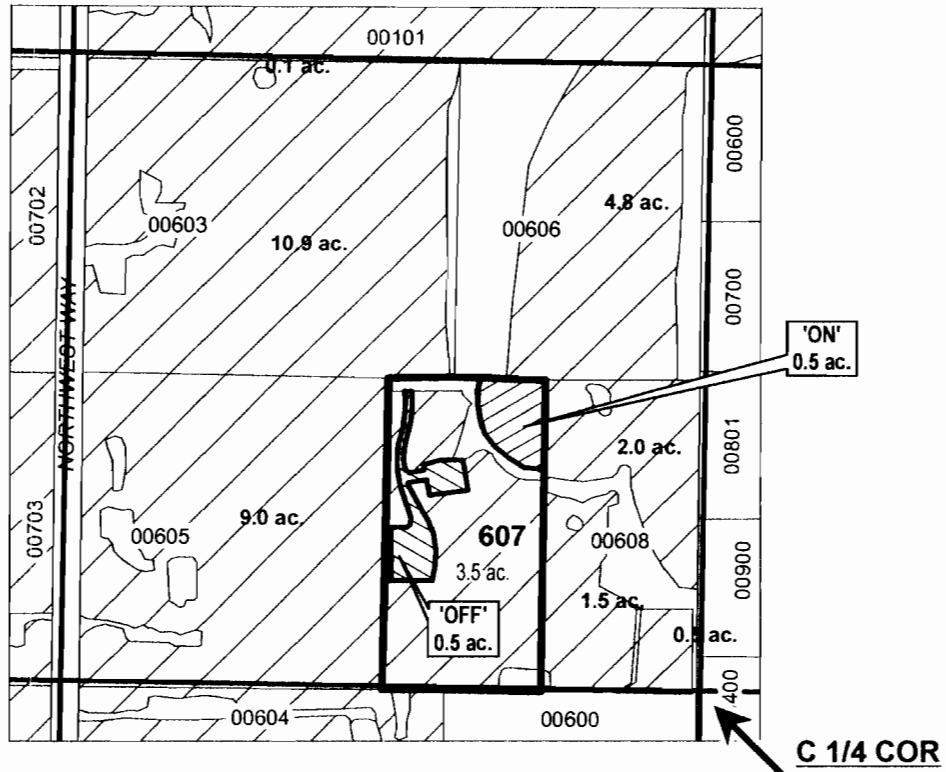 00101
0.1 ac.
00600
00702
4.8 ac.
00603
00606
10.9 ac.
00700
NORTHWEST WAY
'ON'
0.5 ac.
2.0 ac.
00801
00703
9.0 ac.
00605
607
00608
3.5 ac.
00900
1.5 ac.
'OFF'
0.5 ac.
ac.
400
00604
00600
C 1/4 COR